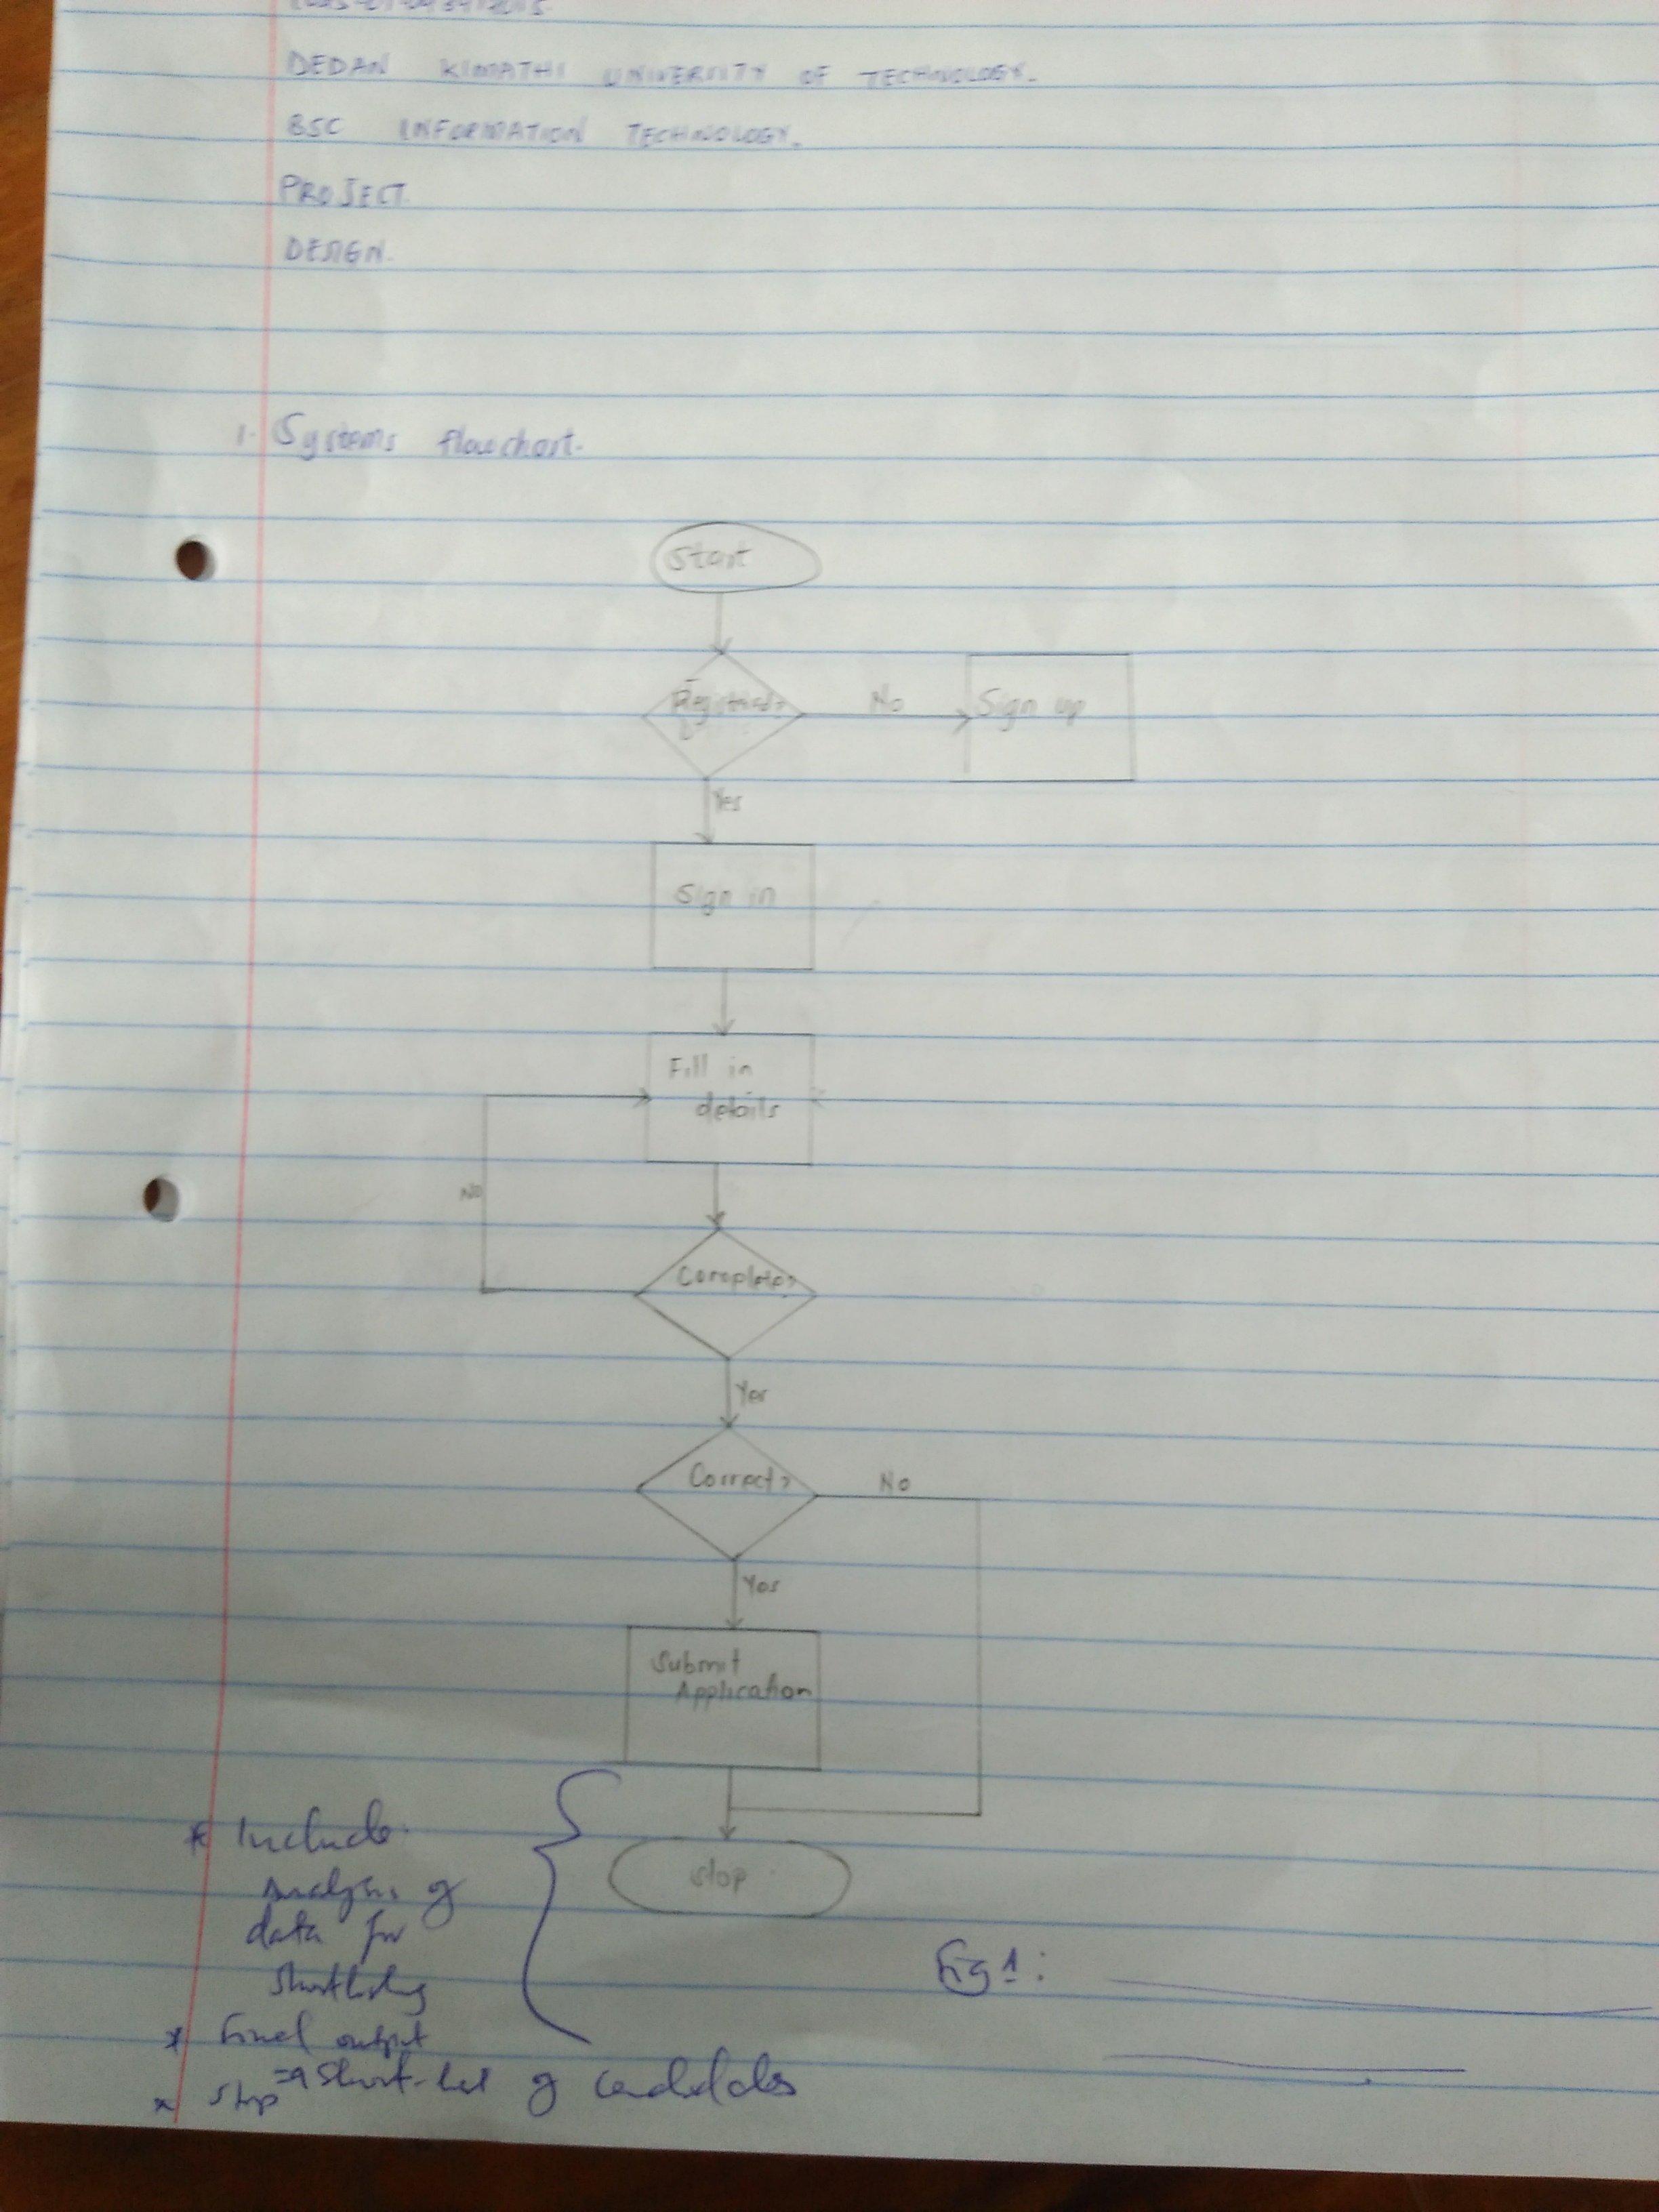 DEDAN KIMATHI UNIVERSITY OF TECHNOLOGY.
BSC INFORMATION TECHNOLOGY.
PROJECT.
DESIGN.
1. Systems flowchart.
Start
Registered?
No
Sign up
Yes
Sign in
Fill in
details
No
Complete?
Yes
Correct?
No
Yes
Submit
Application
stop
* Include
Analysis of
data for
Shortlisting
Fig 1:
* Final output
=> Short-list of candidates
* Stop